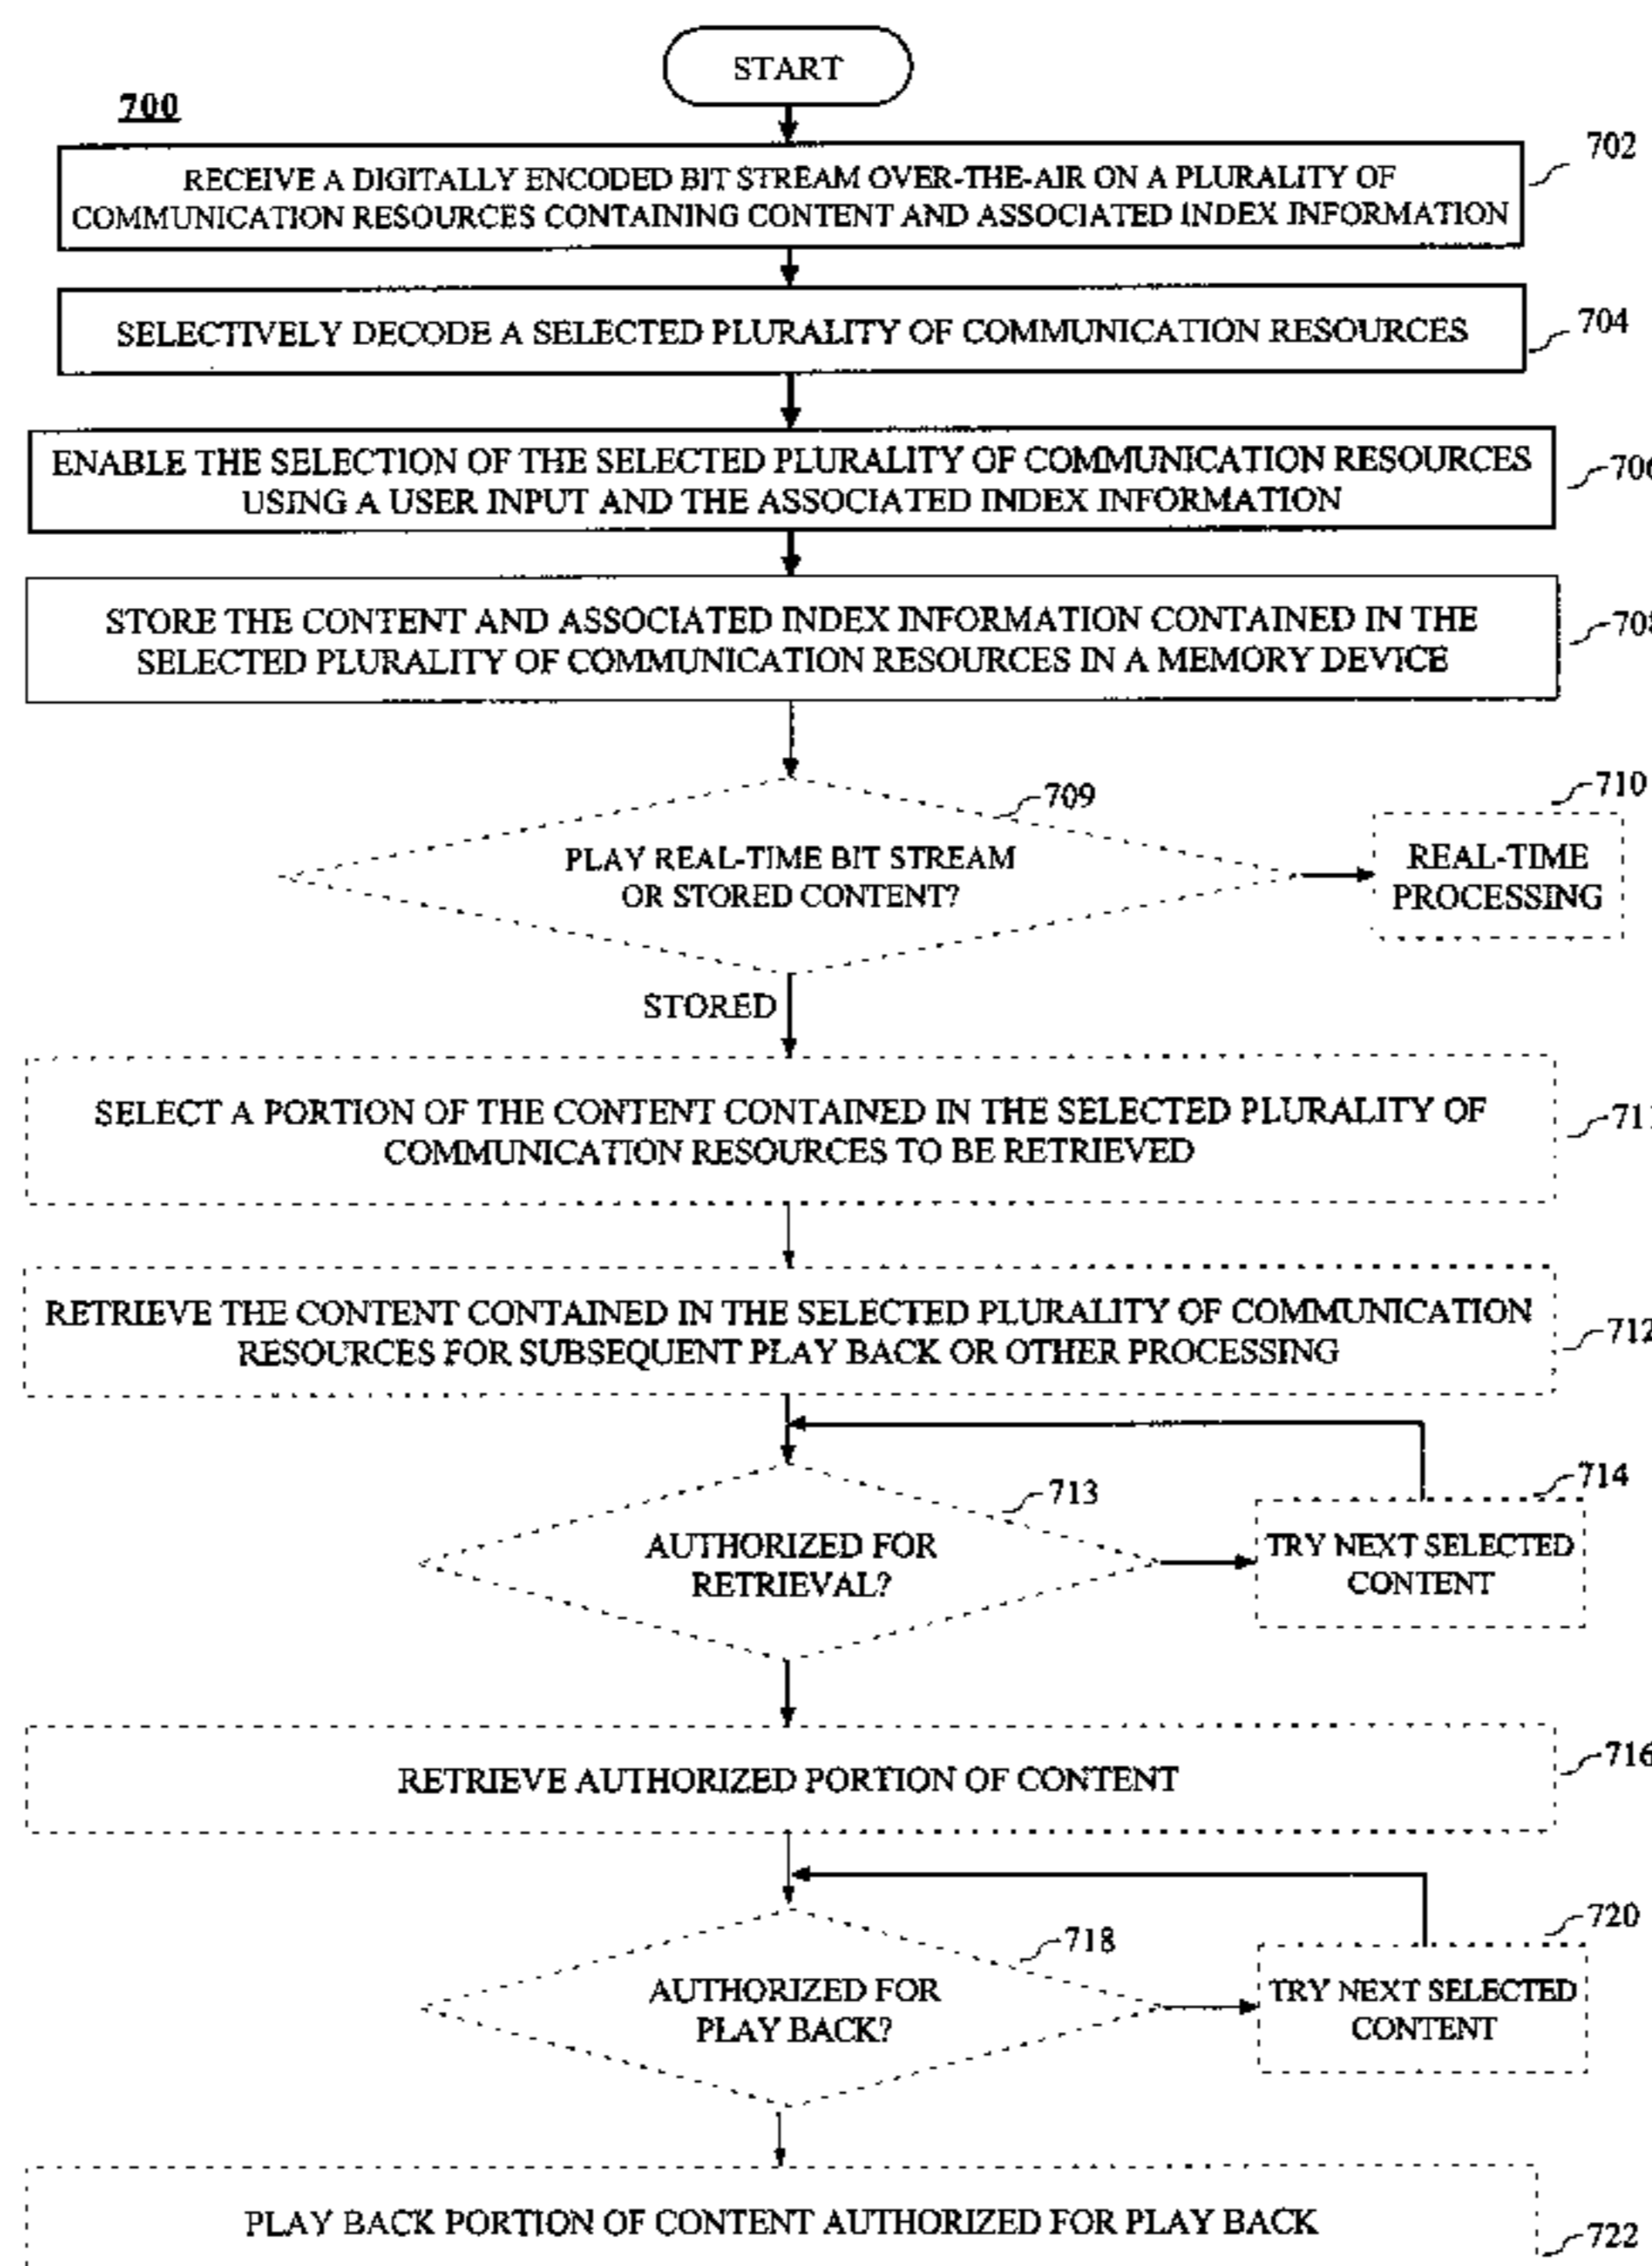 START
700
702
RECEIVE A DIGITALLY ENCODED BIT STREAM OVER-THE-AIR ON A PLURALITY OF
COMMUNICATION RESOURCES CONTAINING CONTENT AND ASSOCIATED INDEX INFORMATION
704
SELECTIVELY DECODE A SELECTED PLURALITY OF COMMUNICATION RESOURCES
706
ENABLE THE SELECTION OF THE SELECTED PLURALITY OF COMMUNICATION RESOURCES
USING A USER INPUT AND THE ASSOCIATED INDEX INFORMATION
708
STORE THE CONTENT AND ASSOCIATED INDEX INFORMATION CONTAINED IN THE
SELECTED PLURALITY OF COMMUNICATION RESOURCES IN A MEMORY DEVICE
709
710
PLAY REAL-TIME BIT STREAM
OR STORED CONTENT?
REAL-TIME
PROCESSING
STORED
711
SELECT A PORTION OF THE CONTENT CONTAINED IN THE SELECTED PLURALITY OF
COMMUNICATION RESOURCES TO BE RETRIEVED
712
RETRIEVE THE CONTENT CONTAINED IN THE SELECTED PLURALITY OF COMMUNICATION
RESOURCES FOR SUBSEQUENT PLAY BACK OR OTHER PROCESSING
713
714
AUTHORIZED FOR
RETRIEVAL?
TRY NEXT SELECTED
CONTENT
716
RETRIEVE AUTHORIZED PORTION OF CONTENT
718
720
AUTHORIZED FOR
PLAY BACK?
TRY NEXT SELECTED
CONTENT
PLAY BACK PORTION OF CONTENT AUTHORIZED FOR PLAY BACK
722